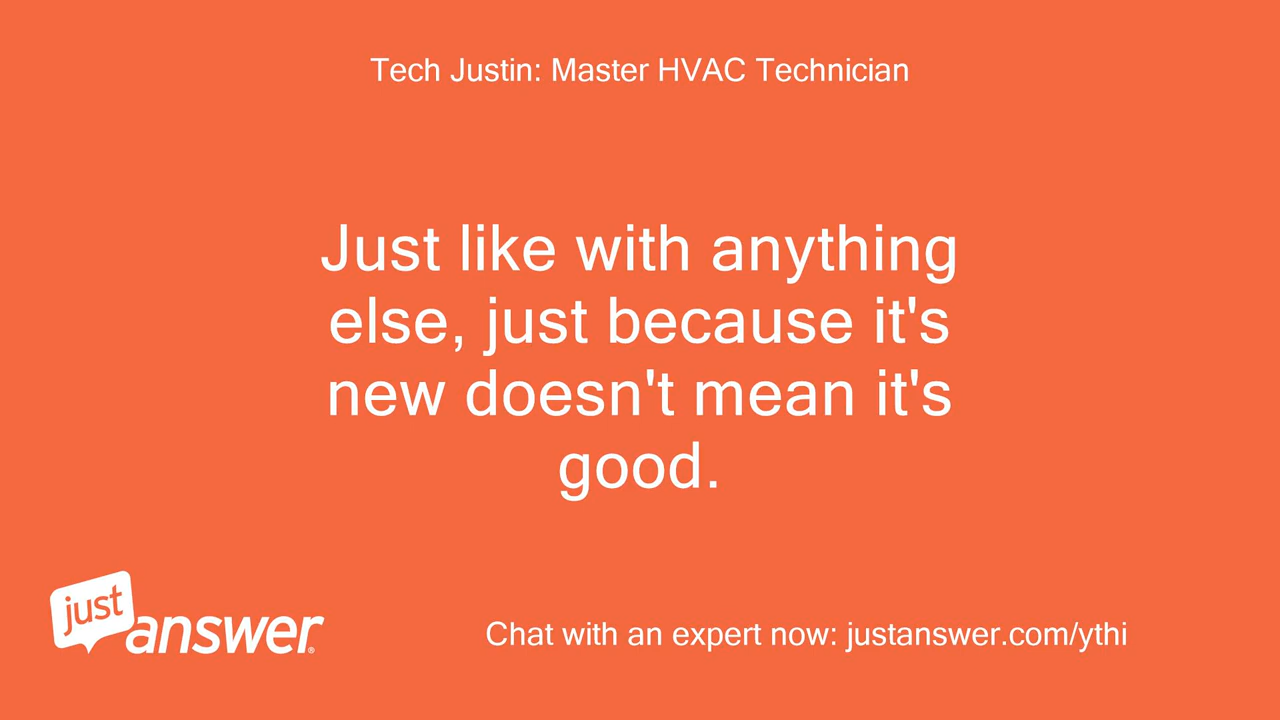 Tech Justin: Master HVAC Technician
Just like with anything
else, just because it's
new doesn't mean it's
good.
just
answer®
Chat with an expert now: justanswer.com/ythi